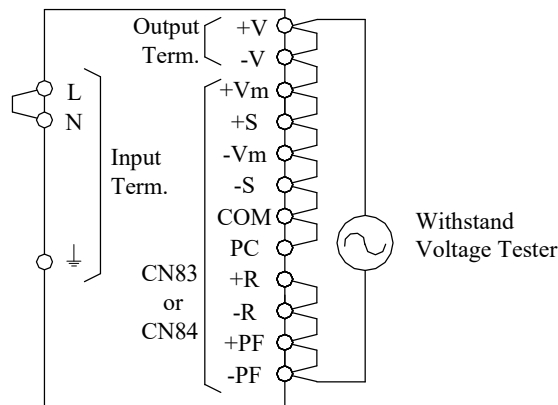 Output
Term.
+V
-V
L
N
Input
Term.
+Vm
+S
-Vm
-S
COM
PC
+R
-R
+PF
-PF
CN83
or
CN84
Withstand
Voltage Tester